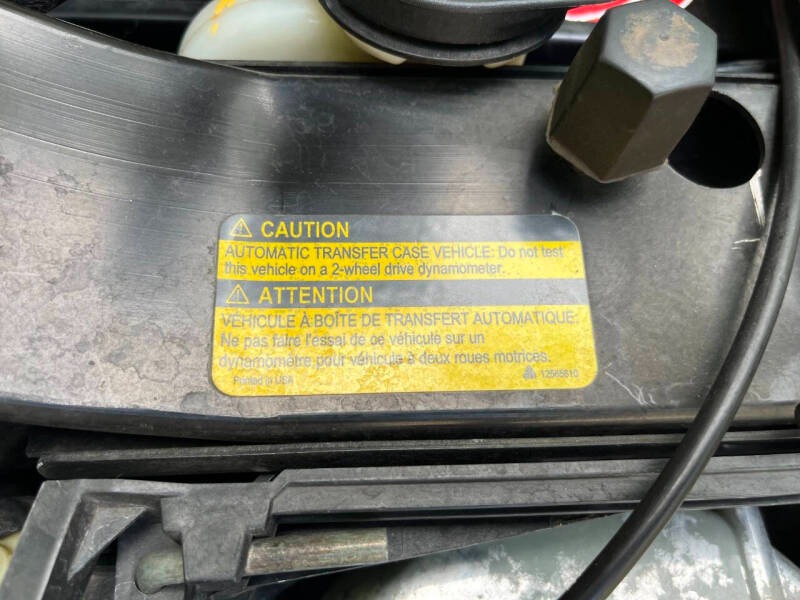 CAUTION
AUTOMATIC TRANSFER CASE VEHICLE: Do not test
this vehicle on a 2-wheel drive dynamometer.
ATTENTION
VÉHICULE À BOÎTE DE TRANSFERT AUTOMATIQUE:
Ne pas faire l'essai de ce véhicule sur un
dynamomètre pour véhicule à deux roues motrices.
Printed in USA 12565810